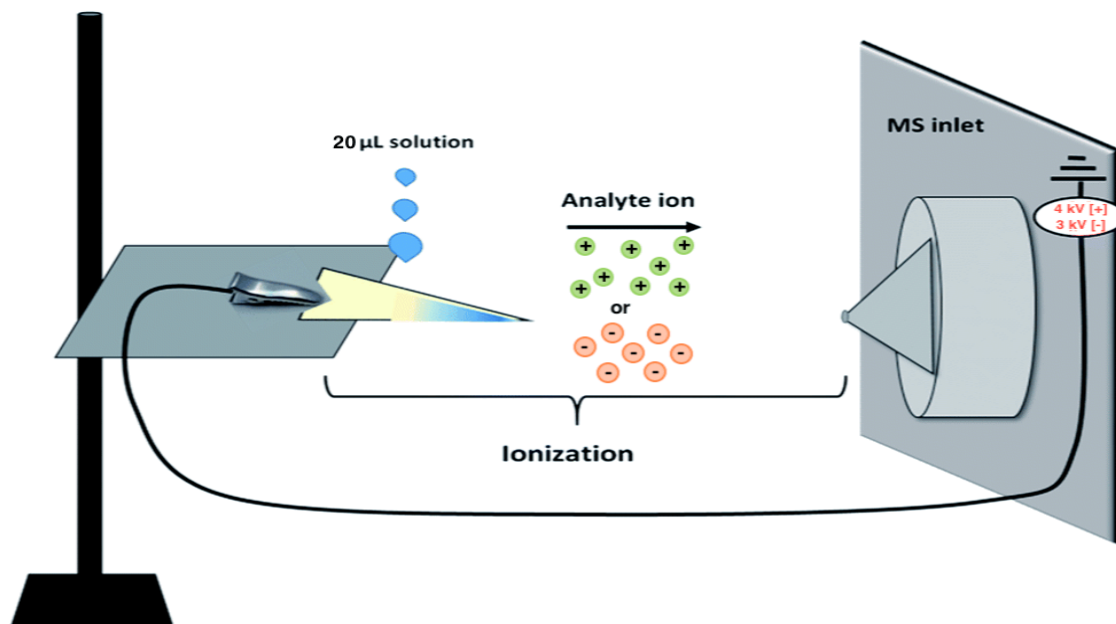 20 µL solution
Analyte ion
+ + +
+ +
+ + +
or
- -
- - -
- -
Ionization
MS inlet
4 kV [+]
3 kV [-]